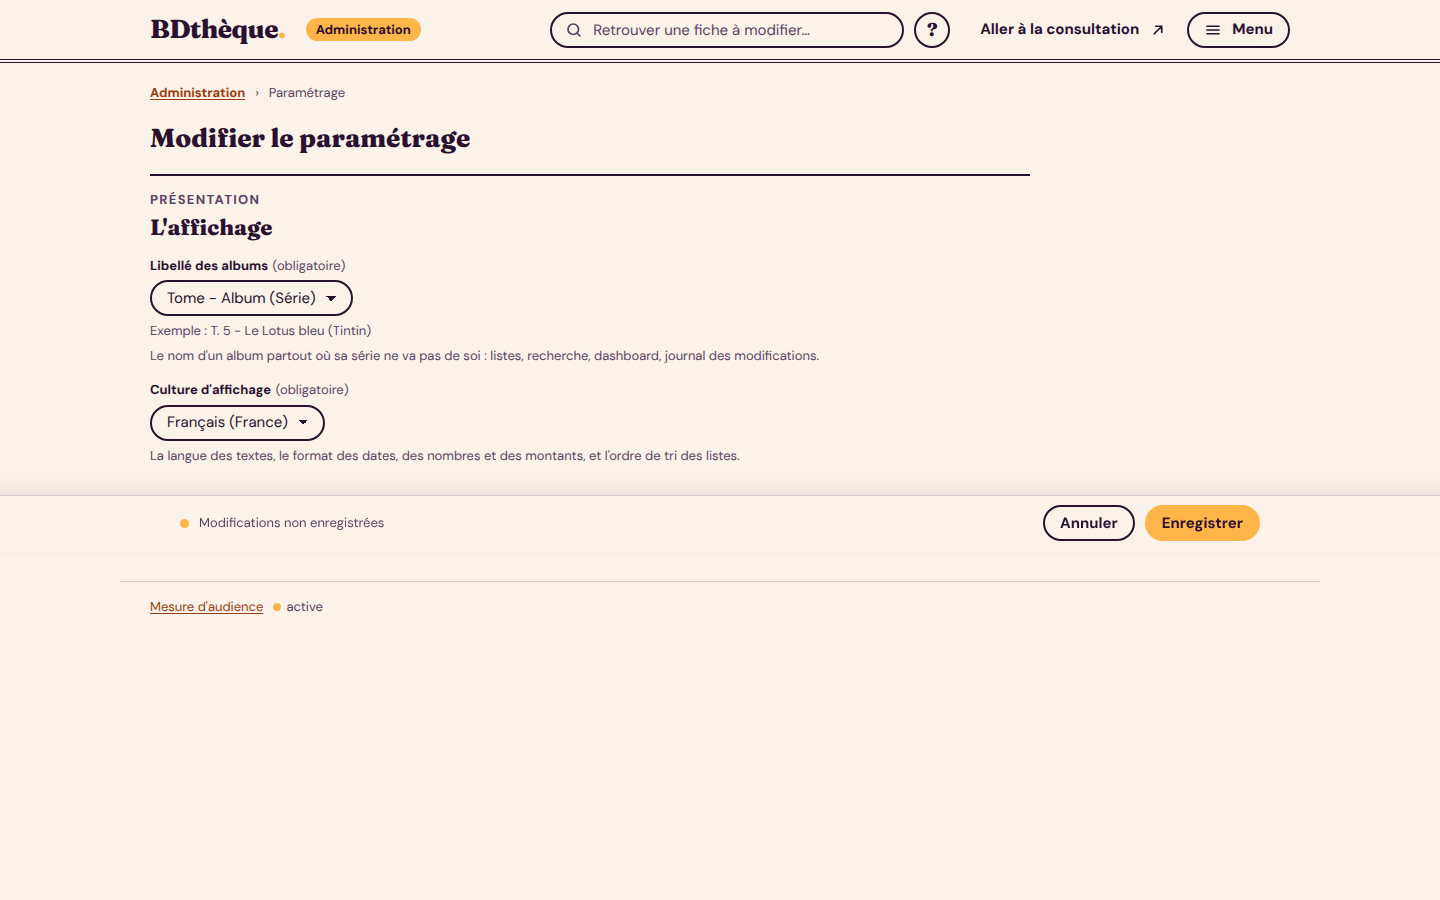 BDthèque. Administration Retrouver une fiche à modifier... ? Aller à la consultation Menu
Administration › Paramétrage
Modifier le paramétrage
PRÉSENTATION
L'affichage
Libellé des albums (obligatoire)
Tome - Album (Série)
Exemple : T. 5 - Le Lotus bleu (Tintin)
Le nom d'un album partout où sa série ne va pas de soi : listes, recherche, dashboard, journal des modifications.
Culture d'affichage (obligatoire)
Français (France)
La langue des textes, le format des dates, des nombres et des montants, et l'ordre de tri des listes.
Modifications non enregistrées Annuler Enregistrer
Mesure d'audience active